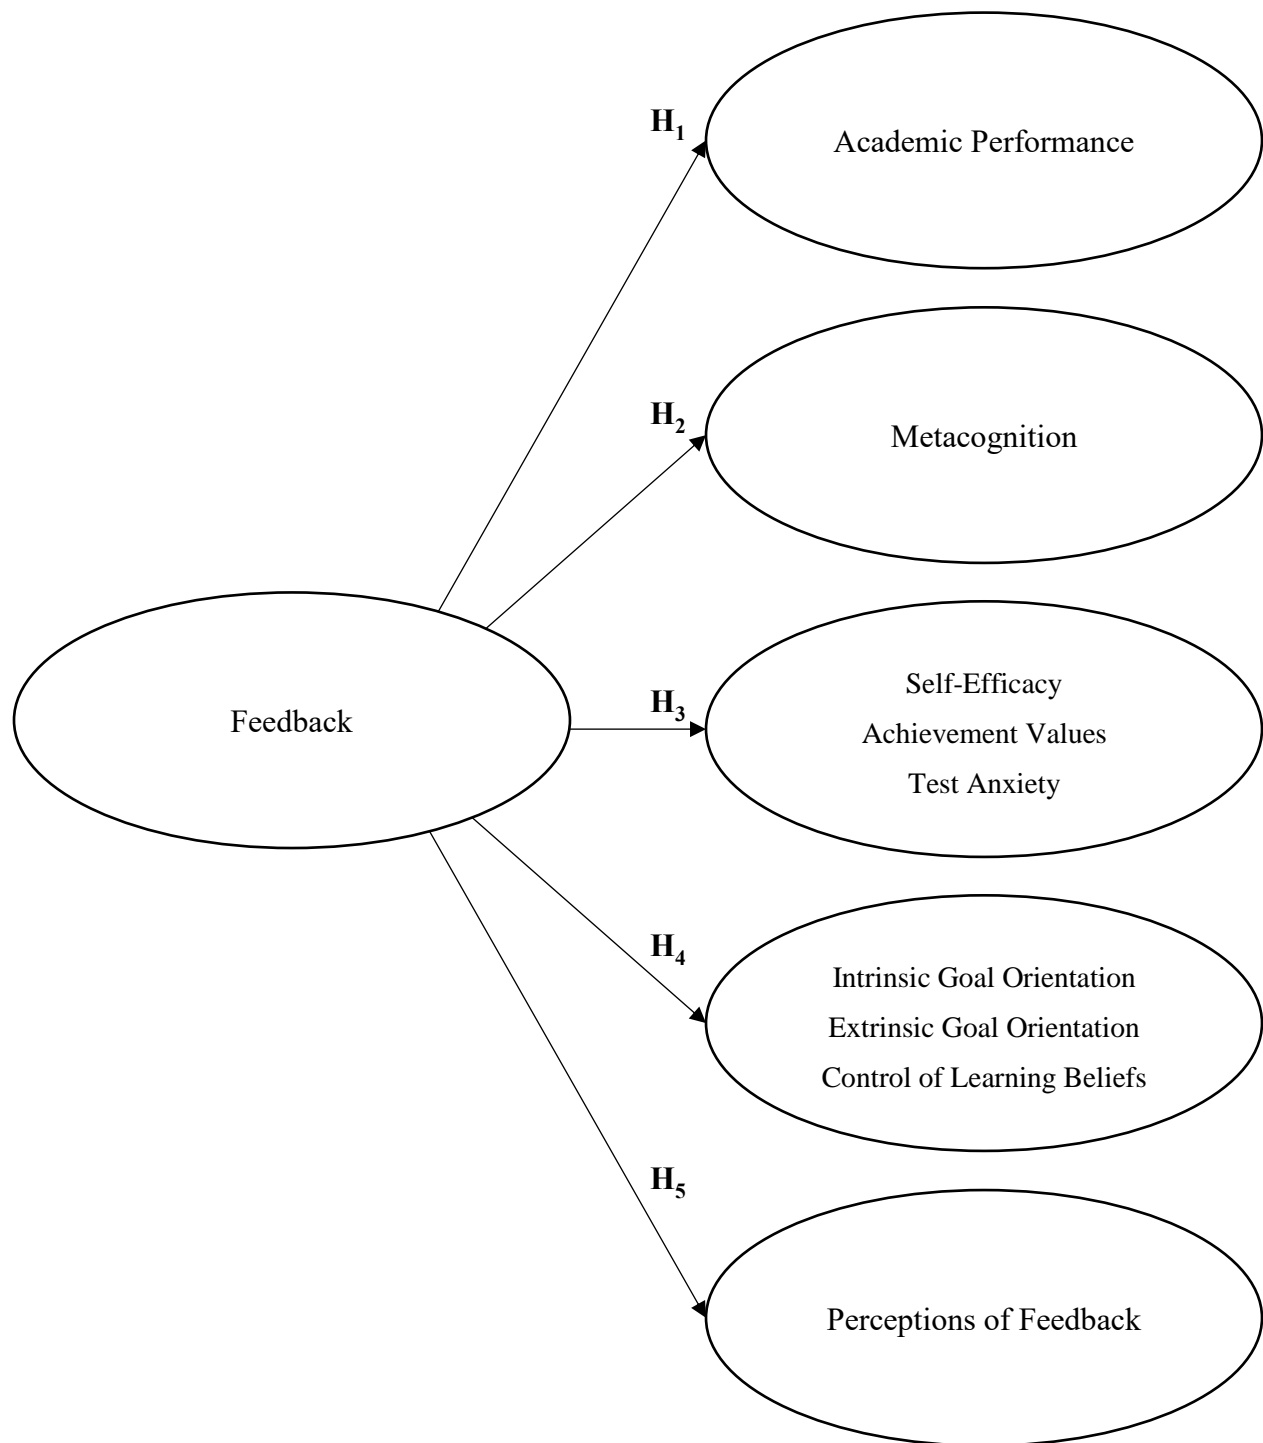 H1
Academic Performance
H2
Metacognition
Feedback
H3
Self-Efficacy
Achievement Values
Test Anxiety
H4
Intrinsic Goal Orientation
Extrinsic Goal Orientation
Control of Learning Beliefs
H5
Perceptions of Feedback